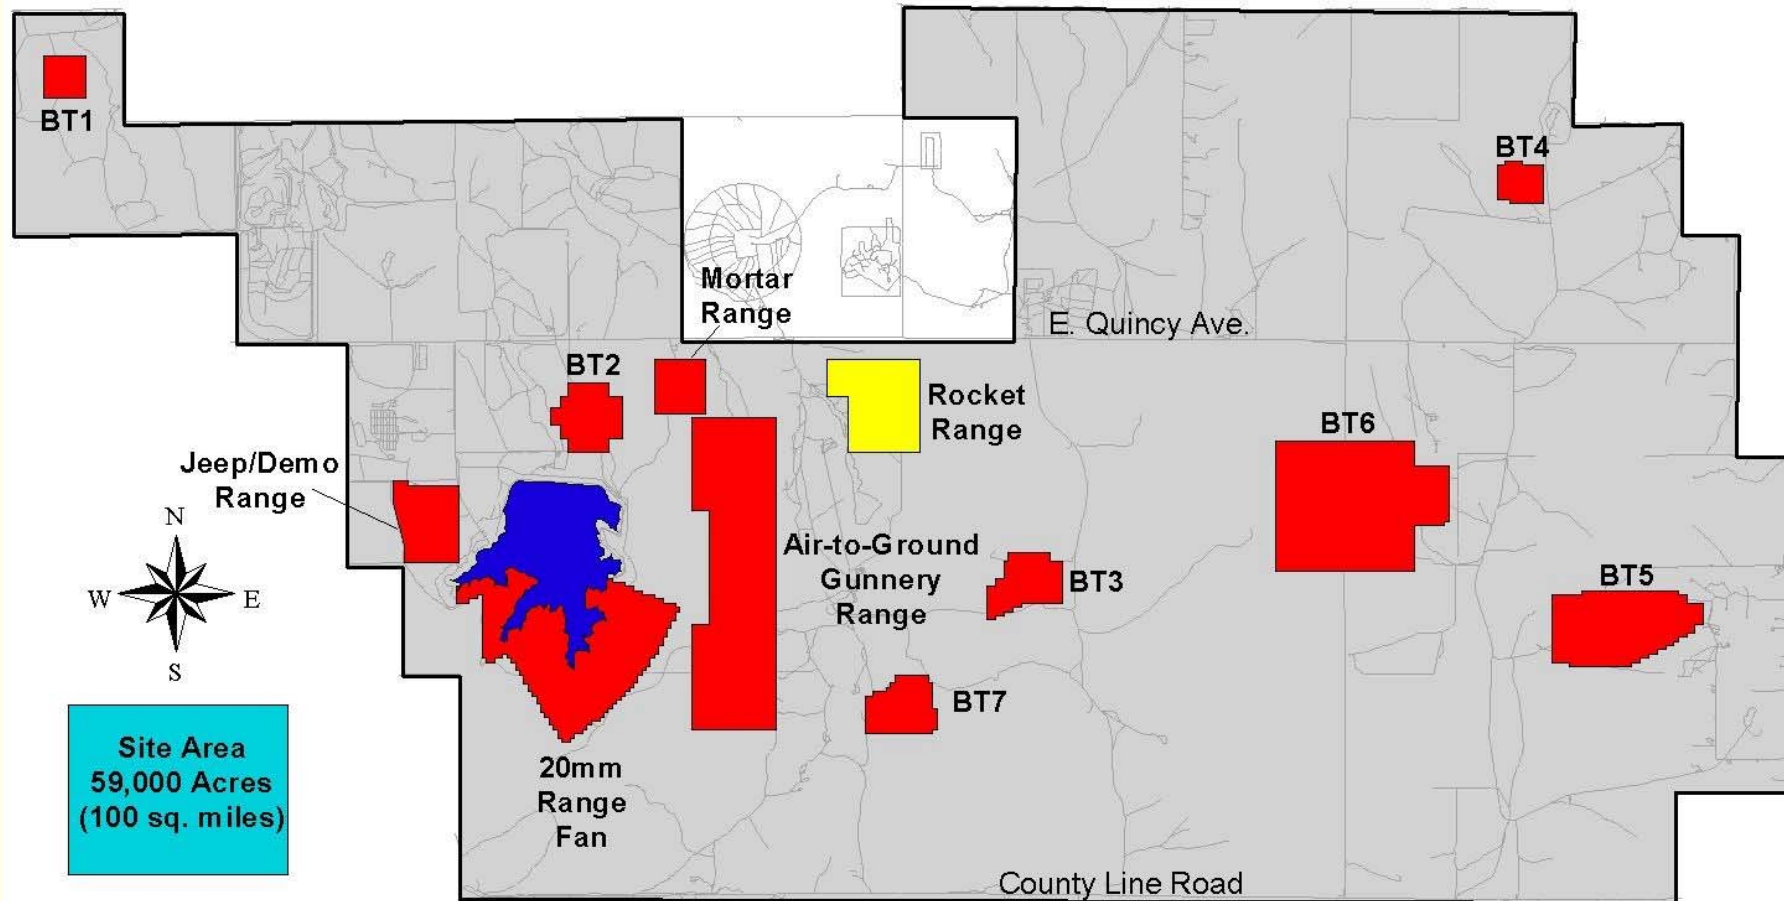 BT1
BT4
Mortar
Range
E. Quincy Ave.
BT2
Rocket
Range
BT6
Jeep/Demo
Range
N
W
E
S
Air-to-Ground
Gunnery
Range
BT3
BT5
BT7
Site Area
59,000 Acres
(100 sq. miles)
20mm
Range
Fan
County Line Road